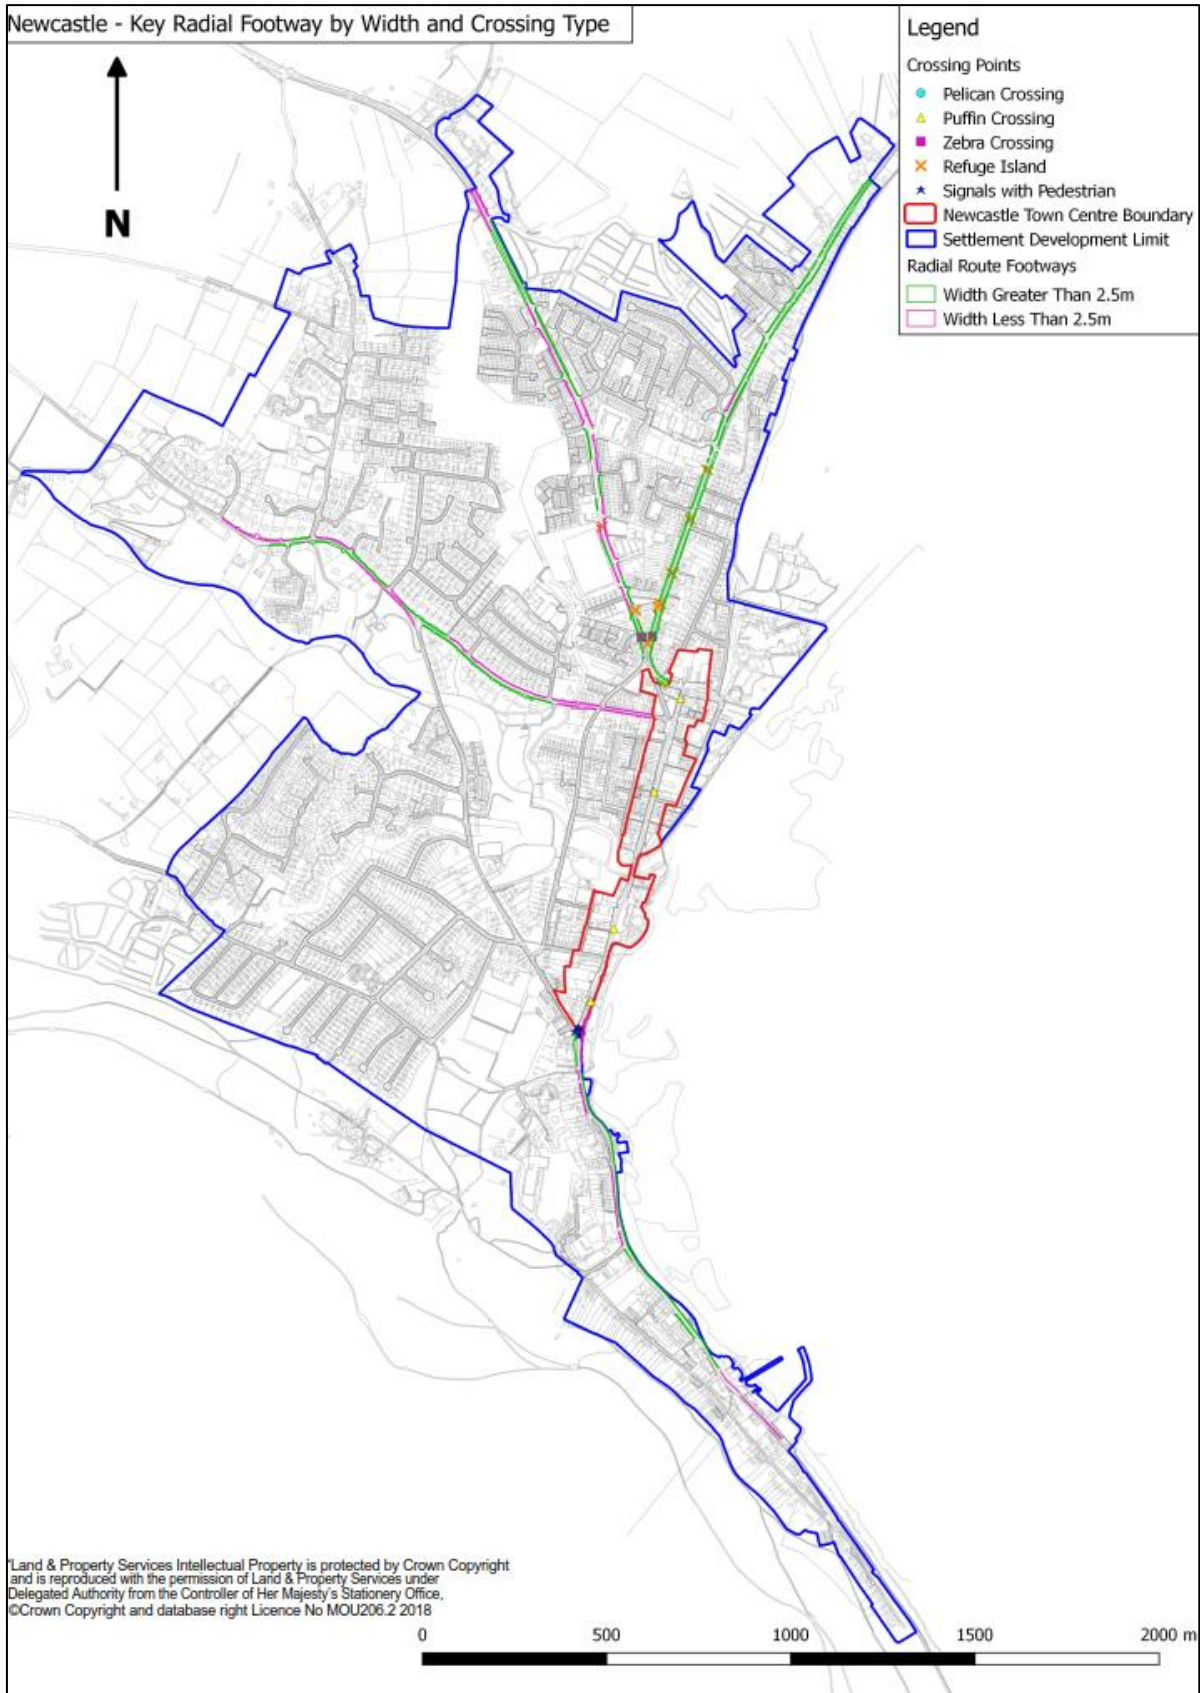 Newcastle - Key Radial Footway by Width and Crossing Type
N
Legend
Crossing Points
Pelican Crossing
Puffin Crossing
Zebra Crossing
Refuge Island
Signals with Pedestrian
Newcastle Town Centre Boundary
Settlement Development Limit
Radial Route Footways
Width Greater Than 2.5m
Width Less Than 2.5m
'Land & Property Services Intellectual Property is protected by Crown Copyright
and is reproduced with the permission of Land & Property Services under
Delegated Authority from the Controller of Her Majesty's Stationery Office,
©Crown Copyright and database right Licence No MOU206.2 2018
0 500 1000 1500 2000 m